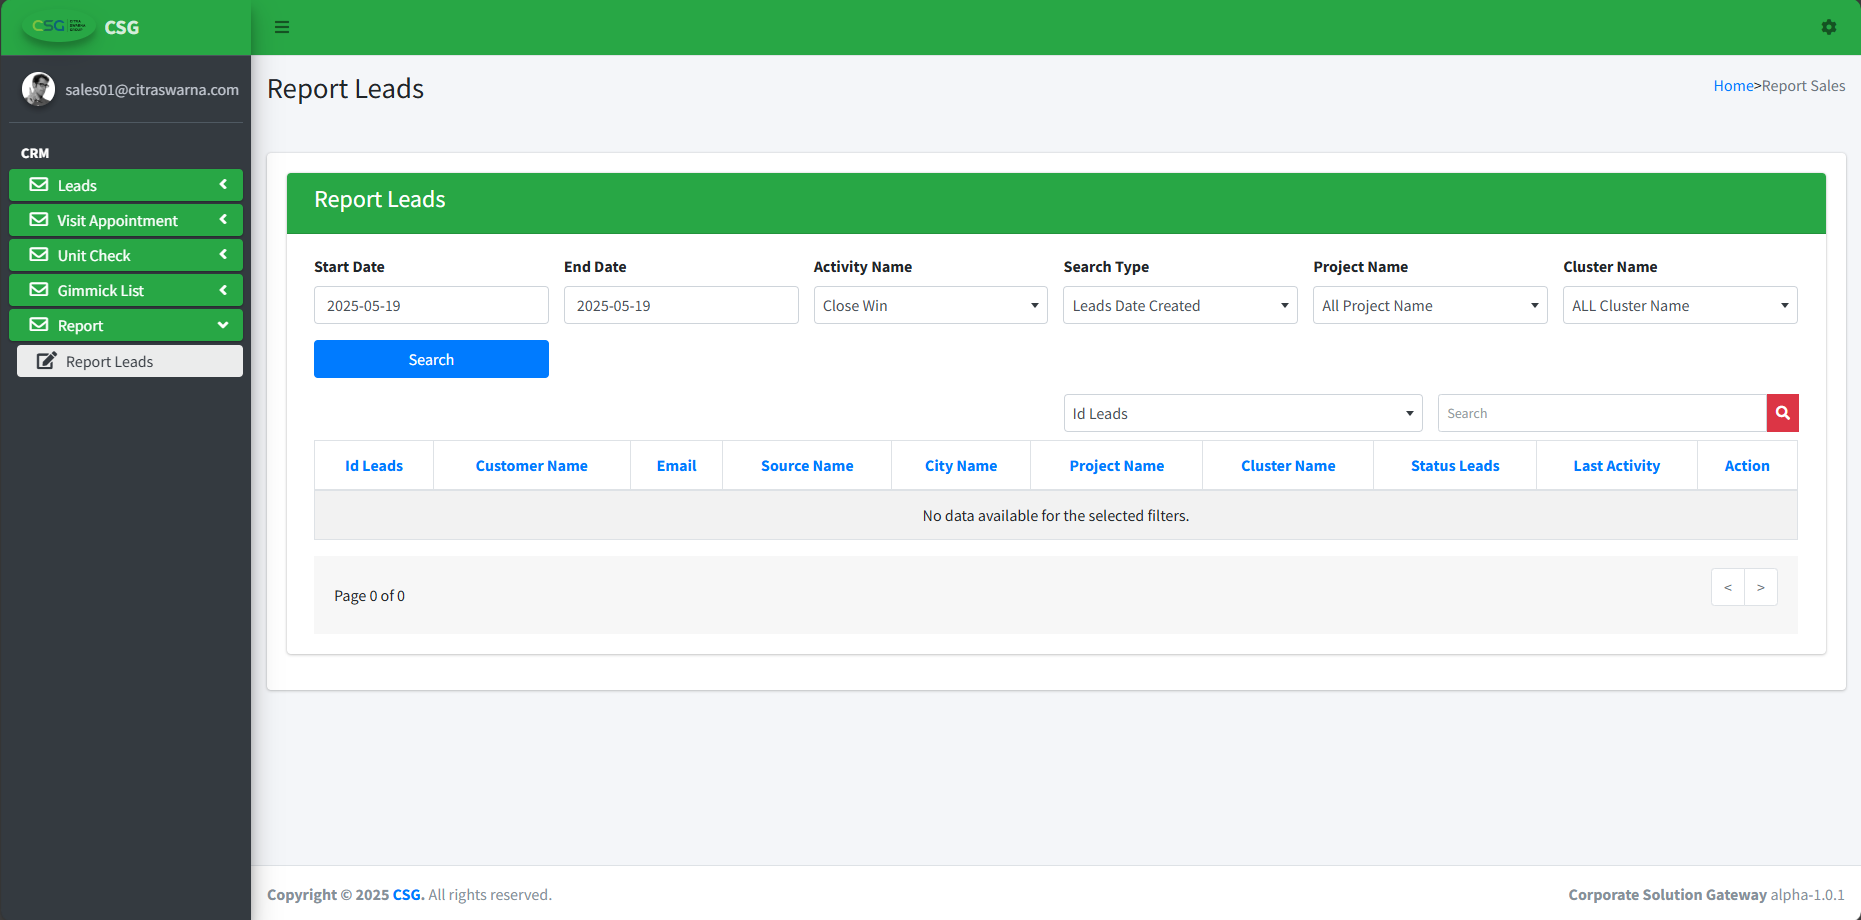 CSG CITRA SWARNA GROUP CSG
sales01@citraswarna.com
CRM
Leads
Visit Appointment
Unit Check
Gimmick List
Report
Report Leads
Report Leads
Home>Report Sales
Report Leads
Start Date End Date Activity Name Search Type Project Name Cluster Name
2025-05-19 2025-05-19 Close Win Leads Date Created All Project Name ALL Cluster Name
Search
Id Leads Search
Id Leads Customer Name Email Source Name City Name Project Name Cluster Name Status Leads Last Activity Action
No data available for the selected filters.
Page 0 of 0 < >
Copyright © 2025 CSG. All rights reserved. Corporate Solution Gateway alpha-1.0.1